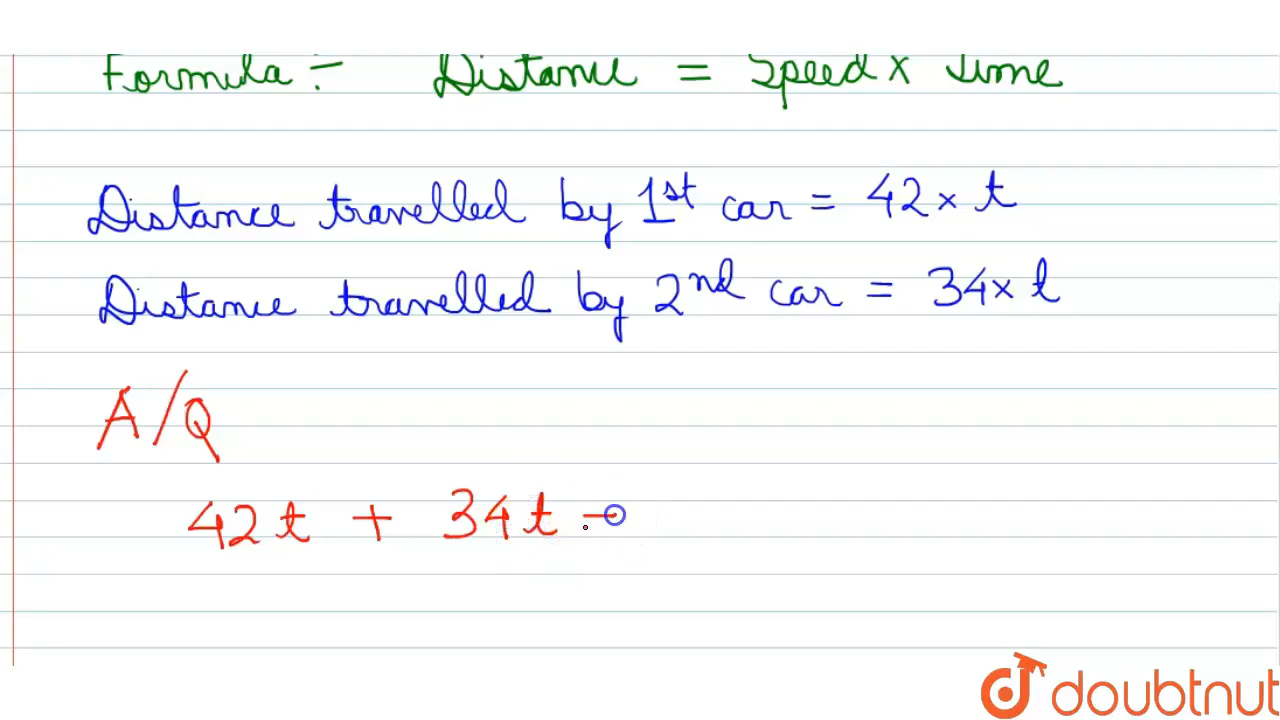 Formula :- Distance = Speed × time
Distance travelled by 1st car = 42 × t
Distance travelled by 2nd car = 34 × t
A/Q
42t + 34t =
doubtnut